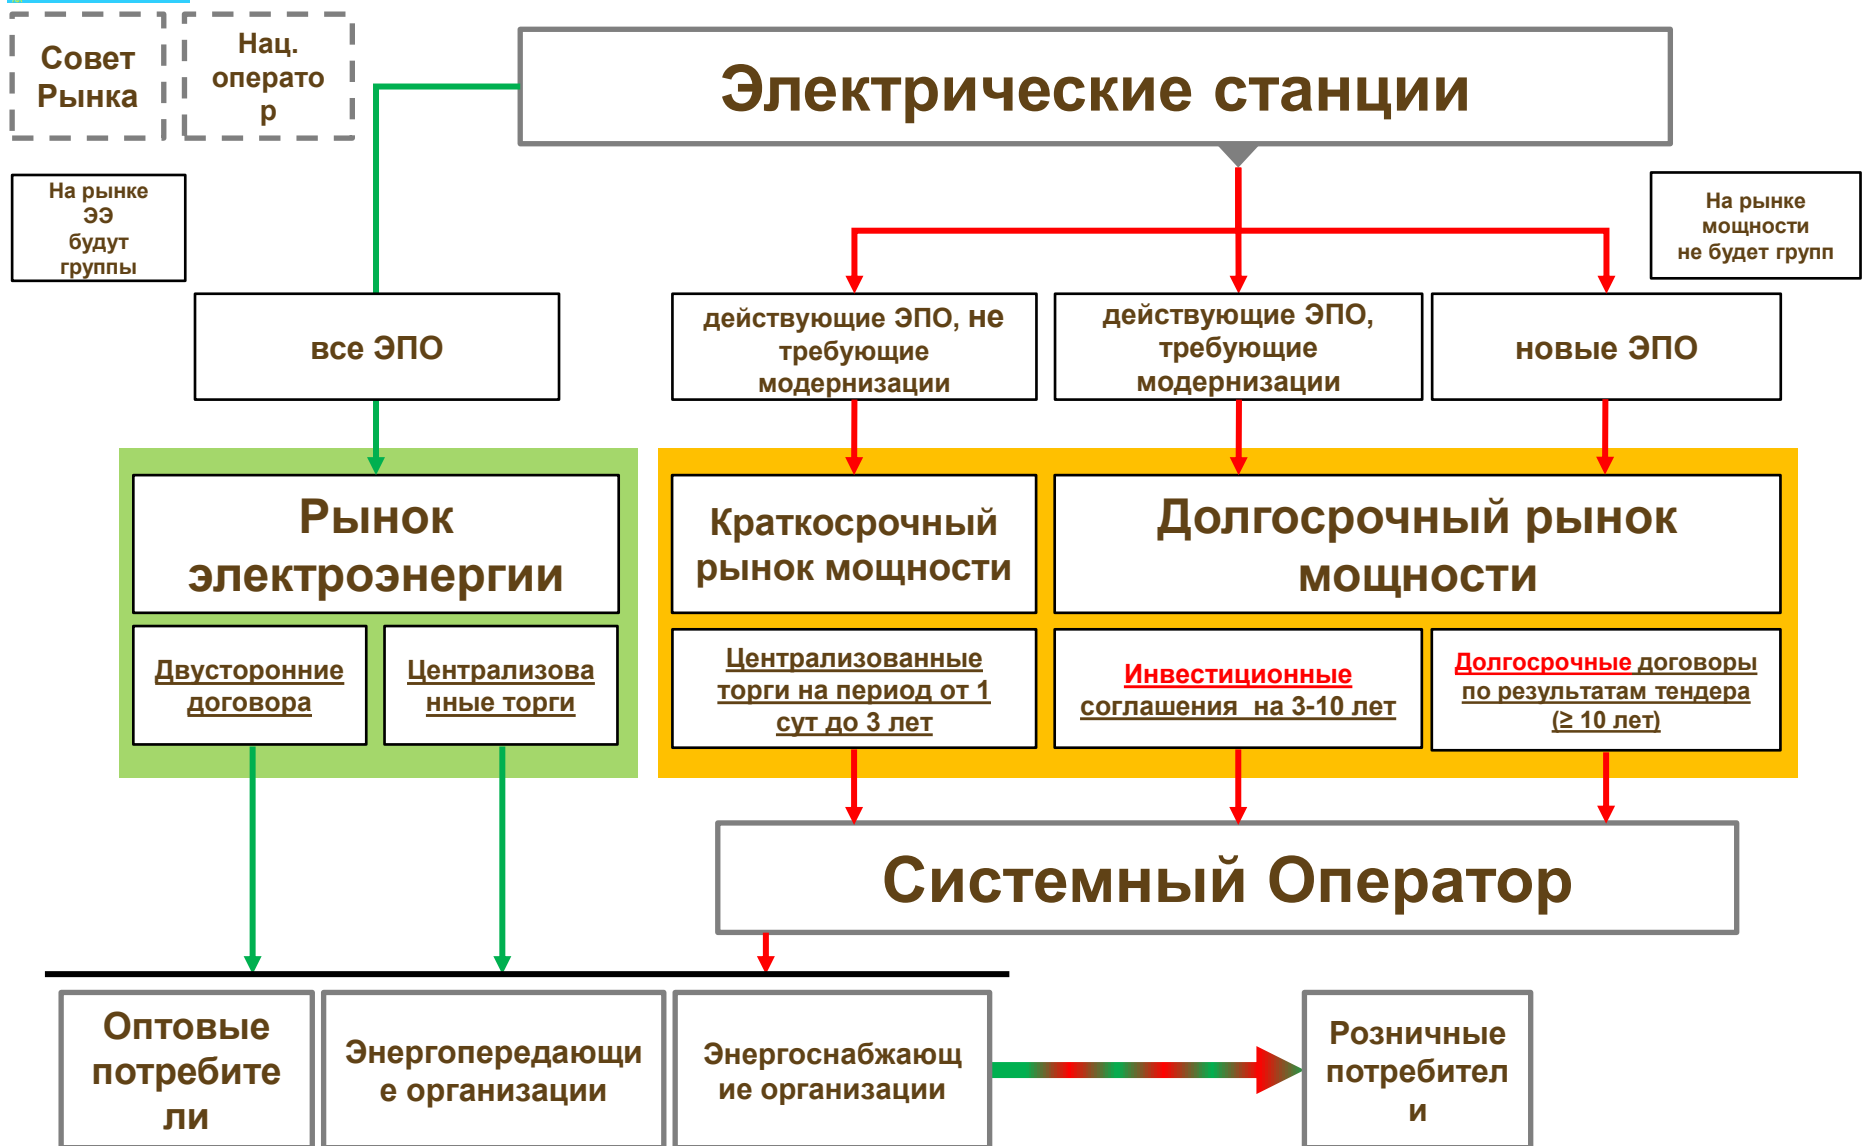 Совет
Рынка
Нац.
операто
р
Электрические станции
На рынке
ЭЭ
будут
группы
На рынке
мощности
не будет групп
все ЭПО
действующие ЭПО, не
требующие
модернизации
действующие ЭПО,
требующие
модернизации
новые ЭПО
Рынок
электроэнергии
Краткосрочный
рынок мощности
Долгосрочный рынок
мощности
Двусторонние
договора
Централизова
нные торги
Централизованные
торги на период от 1
сут до 3 лет
Инвестиционные
соглашения на 3-10 лет
Долгосрочные договоры
по результатам тендера
(≥ 10 лет)
Системный Оператор
Оптовые
потребите
ли
Энергопередающи
е организации
Энергоснабжающ
ие организации
Розничные
потребител
и